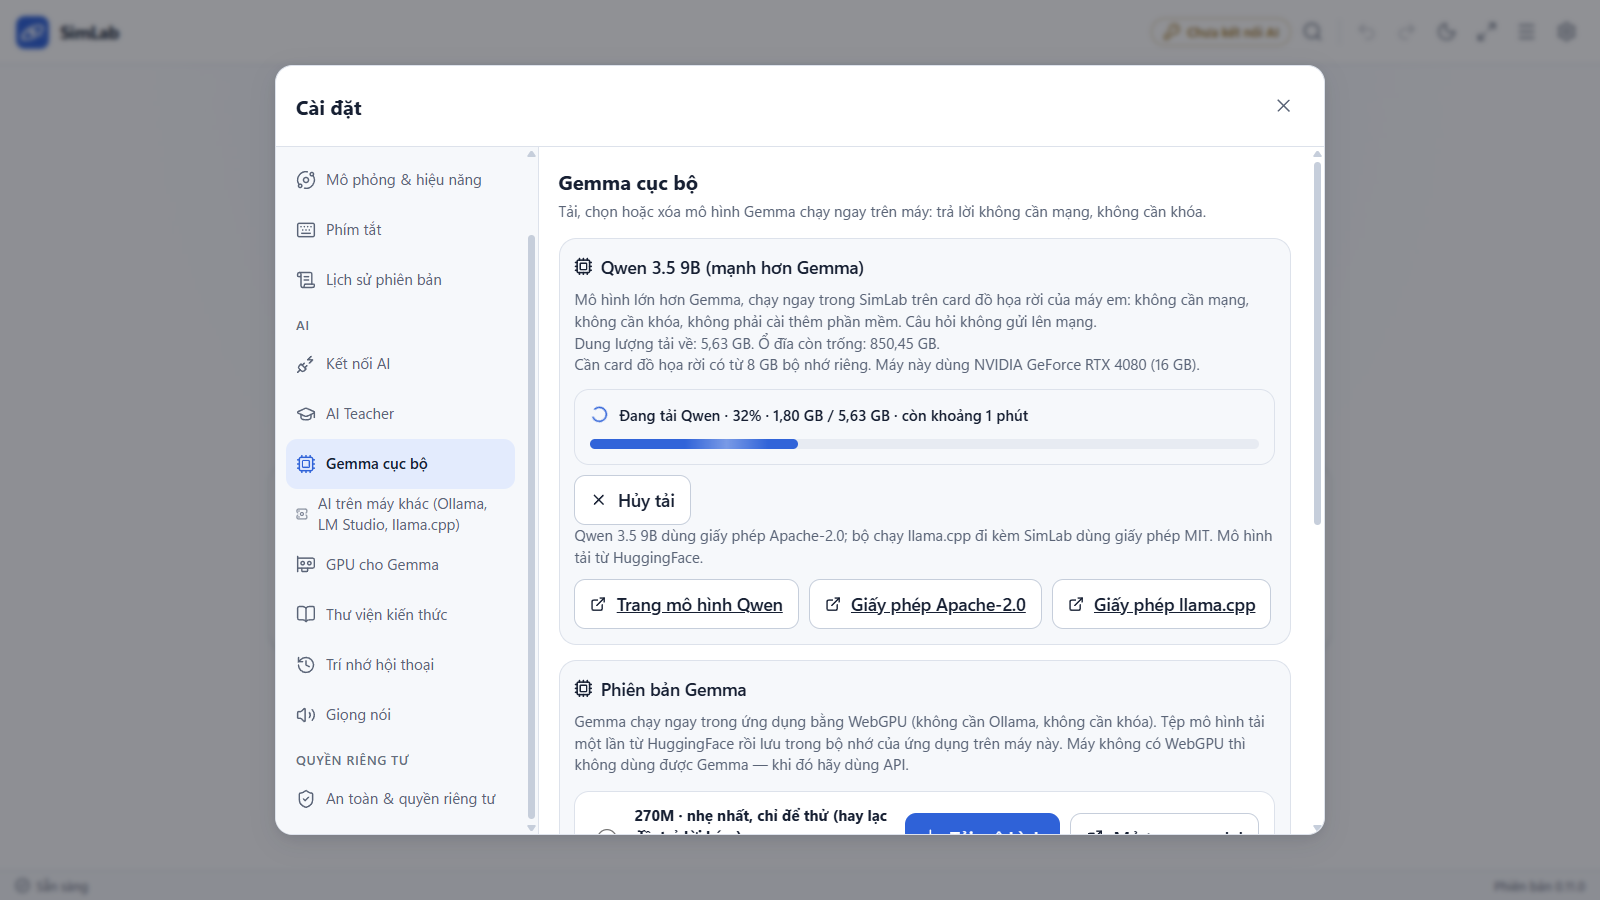 SimLab
Chưa kết nối AI
Cài đặt
Mô phỏng & hiệu năng
Phím tắt
Lịch sử phiên bản
AI
Kết nối AI
AI Teacher
Gemma cục bộ
AI trên máy khác (Ollama,
LM Studio, llama.cpp)
GPU cho Gemma
Thư viện kiến thức
Trí nhớ hội thoại
Giọng nói
QUYỀN RIÊNG TƯ
An toàn & quyền riêng tư
Gemma cục bộ
Tải, chọn hoặc xóa mô hình Gemma chạy ngay trên máy: trả lời không cần mạng, không cần khóa.
Qwen 3.5 9B (mạnh hơn Gemma)
Mô hình lớn hơn Gemma, chạy ngay trong SimLab trên card đồ họa rời của máy em: không cần mạng,
không cần khóa, không phải cài thêm phần mềm. Câu hỏi không gửi lên mạng.
Dung lượng tải về: 5,63 GB. Ổ đĩa còn trống: 850,45 GB.
Cần card đồ họa rời có từ 8 GB bộ nhớ riêng. Máy này dùng NVIDIA GeForce RTX 4080 (16 GB).
Đang tải Qwen · 32% · 1,80 GB / 5,63 GB · còn khoảng 1 phút
Hủy tải
Qwen 3.5 9B dùng giấy phép Apache-2.0; bộ chạy llama.cpp đi kèm SimLab dùng giấy phép MIT. Mô hình
tải từ HuggingFace.
Trang mô hình Qwen
Giấy phép Apache-2.0
Giấy phép llama.cpp
Phiên bản Gemma
Gemma chạy ngay trong ứng dụng bằng WebGPU (không cần Ollama, không cần khóa). Tệp mô hình tải
một lần từ HuggingFace rồi lưu trong bộ nhớ của ứng dụng trên máy này. Máy không có WebGPU thì
không dùng được Gemma — khi đó hãy dùng API.
270M · nhẹ nhất, chỉ để thử (hay lạc
Sẵn sàng
Phiên bản